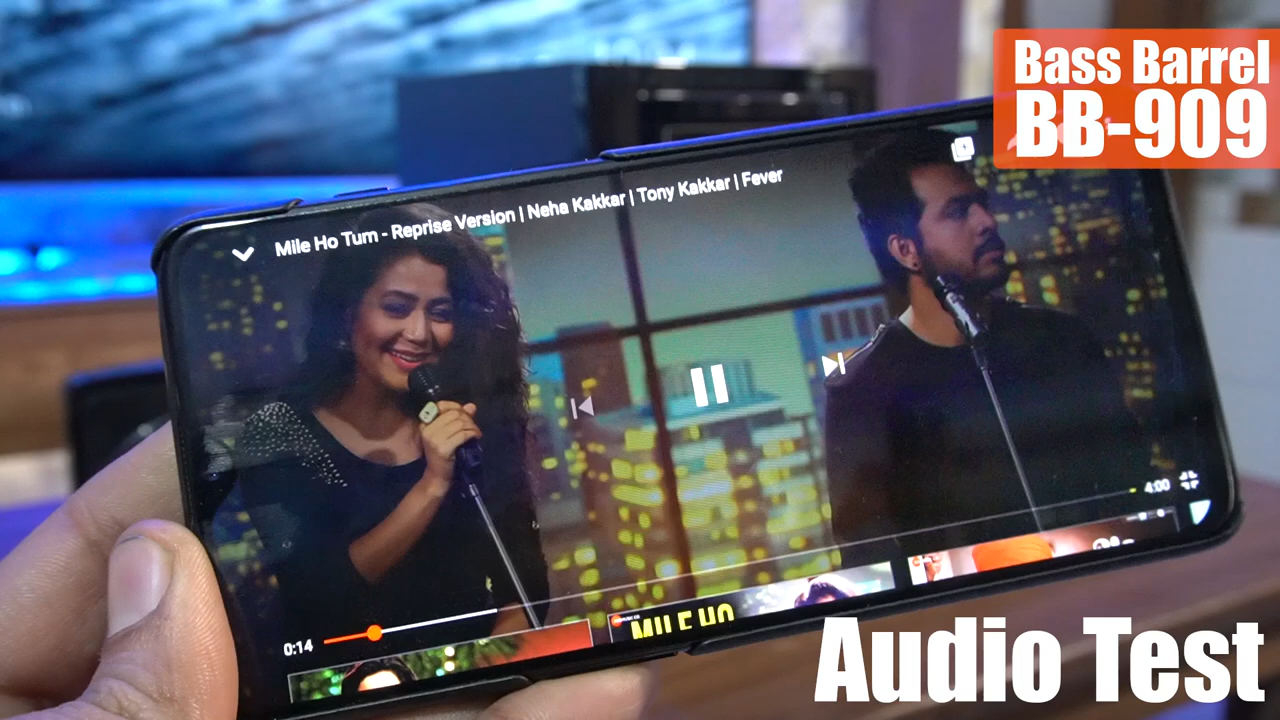 Bass Barrel
BB-909
Mile Ho Tum - Reprise Version | Neha Kakkar | Tony Kakkar | Fever
4:00
0:14
MILE HO
Audio Test